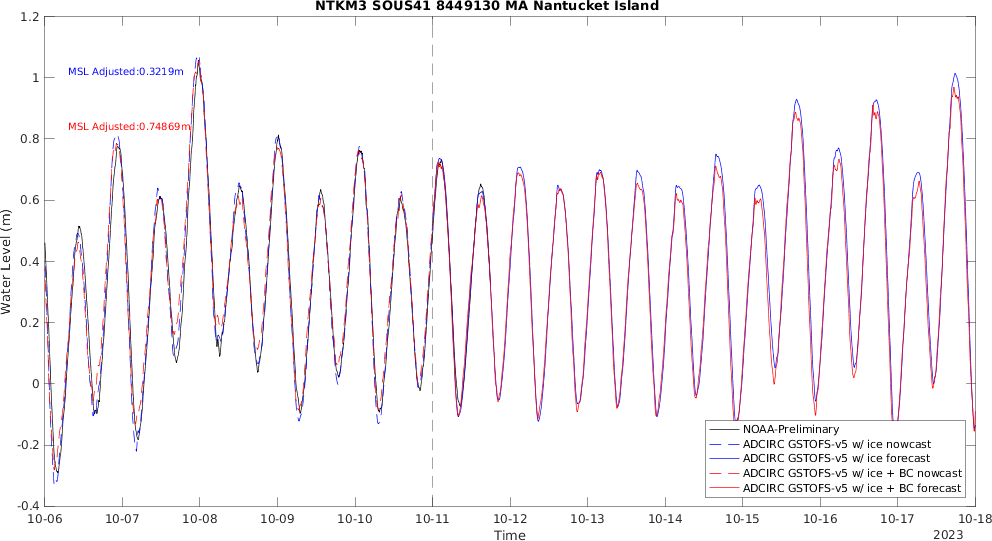 NTKM3 SOUS41 8449130 MA Nantucket Island
1.2
1
0.8
0.6
0.4
0.2
0
-0.2
-0.4
Water Level (m)
MSL Adjusted:0.3219m
MSL Adjusted:0.74869m
NOAA-Preliminary
ADCIRC GSTOFS-v5 w/ ice nowcast
ADCIRC GSTOFS-v5 w/ ice forecast
ADCIRC GSTOFS-v5 w/ ice + BC nowcast
ADCIRC GSTOFS-v5 w/ ice + BC forecast
10-06 10-07 10-08 10-09 10-10 10-11 10-12 10-13 10-14 10-15 10-16 10-17 10-18
Time
2023